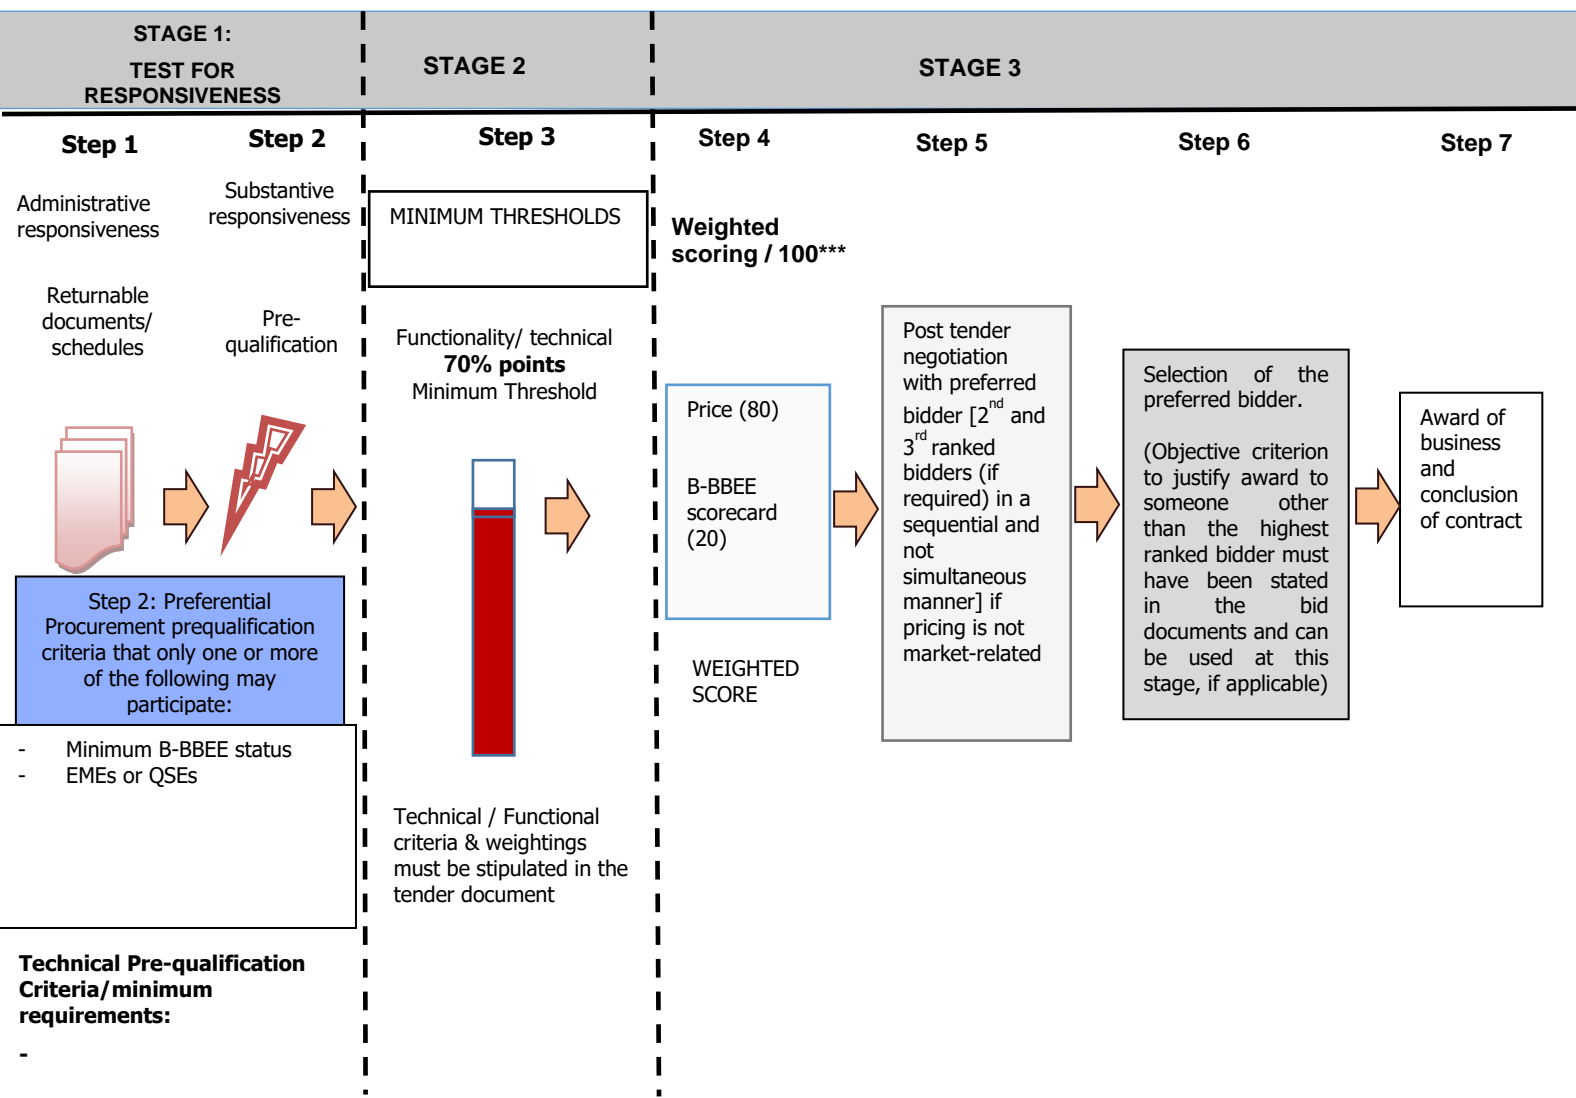 STAGE 1:
TEST FOR
RESPONSIVENESS
STAGE 2
STAGE 3
Step 1
Step 2
Step 3
Step 4
Step 5
Step 6
Step 7
Administrative
responsiveness
Returnable
documents/
schedules
Substantive
responsiveness
Pre-
qualification
Step 2: Preferential
Procurement prequalification
criteria that only one or more
of the following may
participate:
- Minimum B-BBEE status
- EMEs or QSEs
Technical Pre-qualification
Criteria/minimum
requirements:
-
MINIMUM THRESHOLDS
Functionality/ technical
70% points
Minimum Threshold
Technical / Functional
criteria & weightings
must be stipulated in the
tender document
Weighted
scoring / 100***
Price (80)
B-BBEE
scorecard
(20)
WEIGHTED
SCORE
Post tender
negotiation
with preferred
bidder [2nd and
3rd ranked
bidders (if
required) in a
sequential and
not
simultaneous
manner] if
pricing is not
market-related
Selection of the
preferred bidder.
(Objective criterion
to justify award to
someone other
than the highest
ranked bidder must
have been stated
in the bid
documents and can
be used at this
stage, if applicable)
Award of
business
and
conclusion
of contract